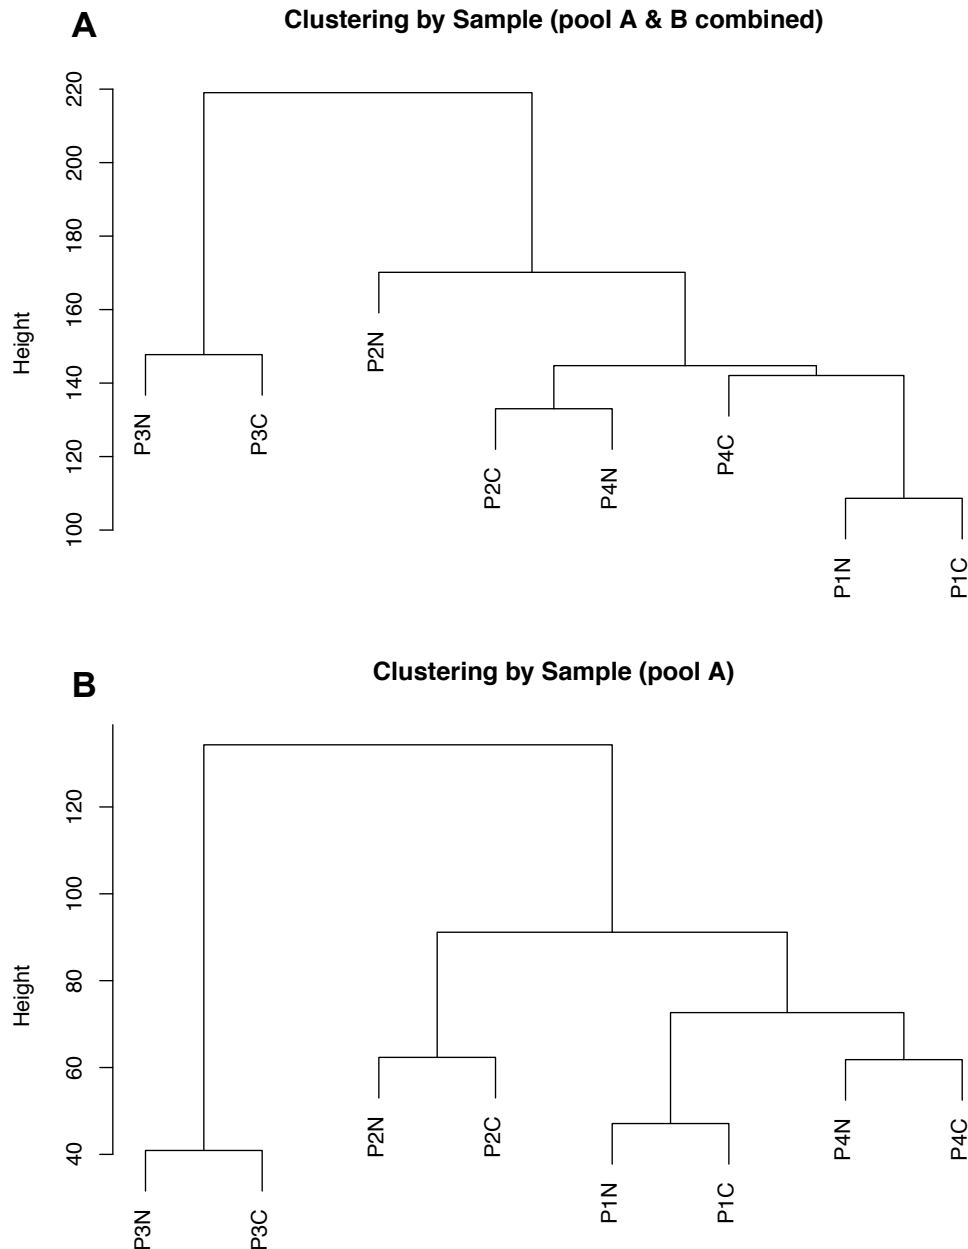 A
Clustering by Sample (pool A & B combined)
Height
220
200
180
160
140
120
100
P3N
P3C
P2N
P2C
P4N
P4C
P1N
P1C
B
Clustering by Sample (pool A)
Height
120
100
80
60
40
P3N
P3C
P2N
P2C
P1N
P1C
P4N
P4C